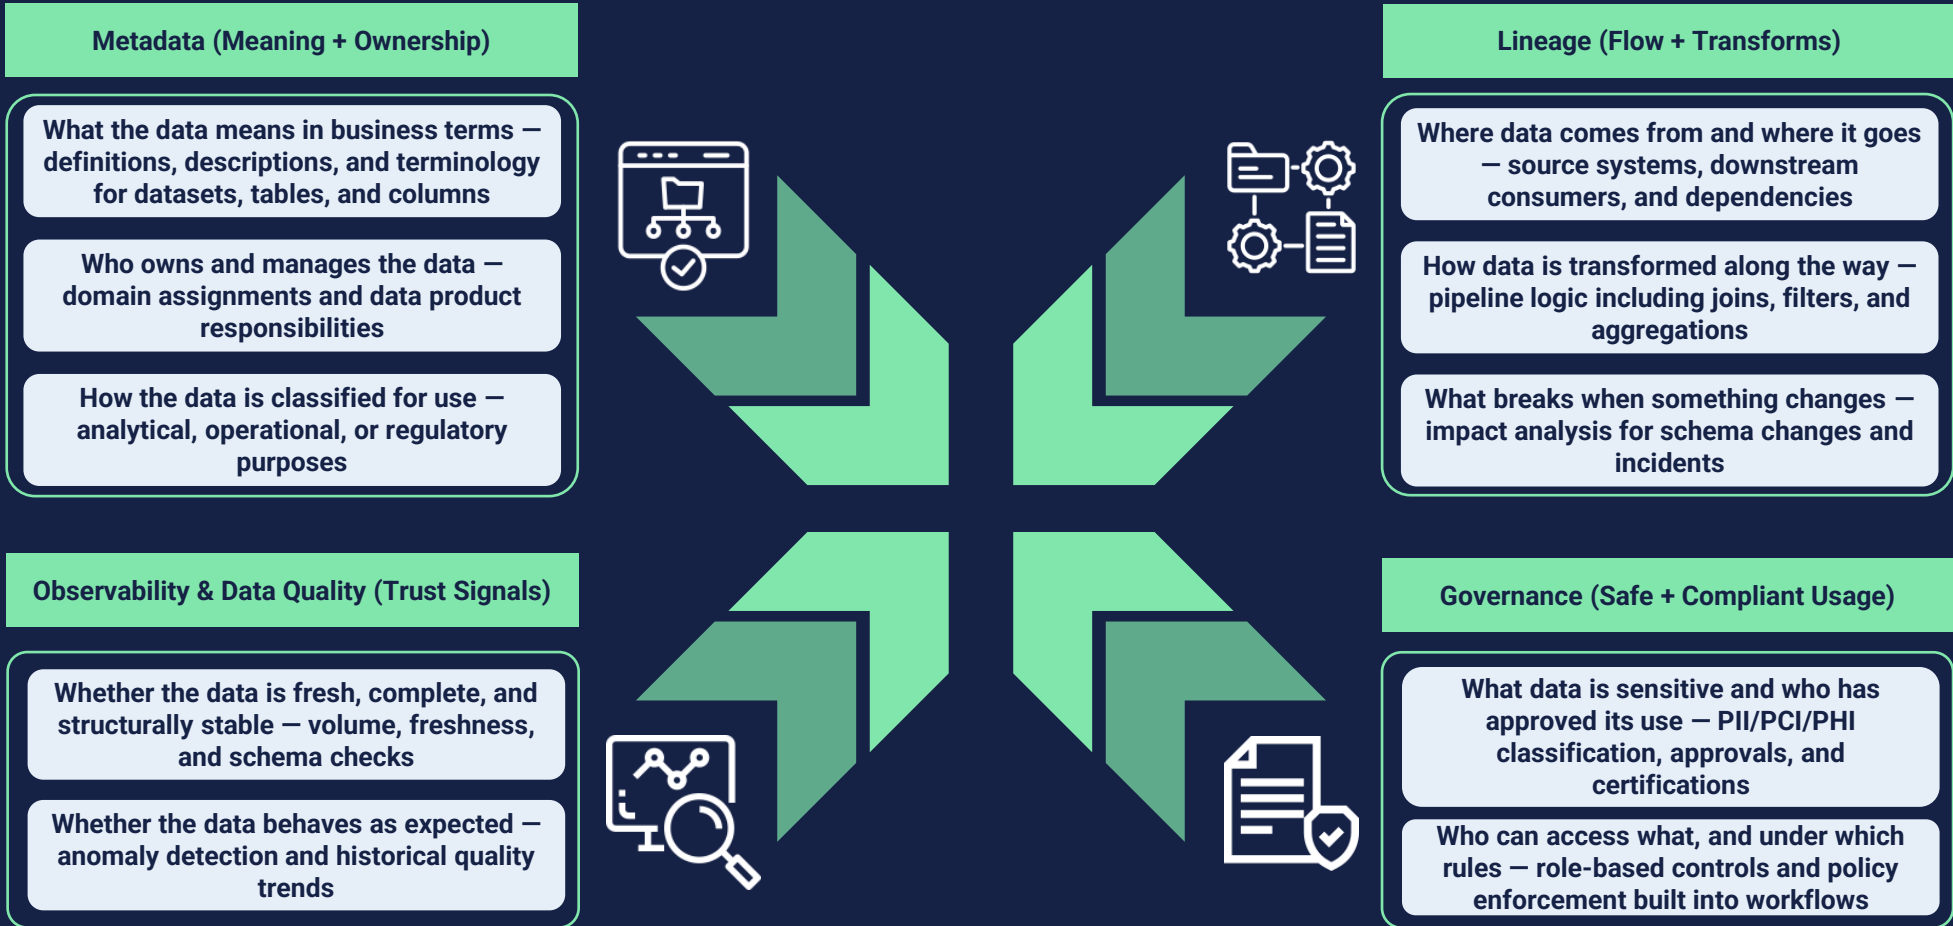 Metadata (Meaning + Ownership)
What the data means in business terms —
definitions, descriptions, and terminology
for datasets, tables, and columns
Who owns and manages the data —
domain assignments and data product
responsibilities
How the data is classified for use —
analytical, operational, or regulatory
purposes
Lineage (Flow + Transforms)
Where data comes from and where it goes
— source systems, downstream
consumers, and dependencies
How data is transformed along the way —
pipeline logic including joins, filters, and
aggregations
What breaks when something changes —
impact analysis for schema changes and
incidents
Observability & Data Quality (Trust Signals)
Whether the data is fresh, complete, and
structurally stable — volume, freshness,
and schema checks
Whether the data behaves as expected —
anomaly detection and historical quality
trends
Governance (Safe + Compliant Usage)
What data is sensitive and who has
approved its use — PII/PCI/PHI
classification, approvals, and
certifications
Who can access what, and under which
rules — role-based controls and policy
enforcement built into workflows